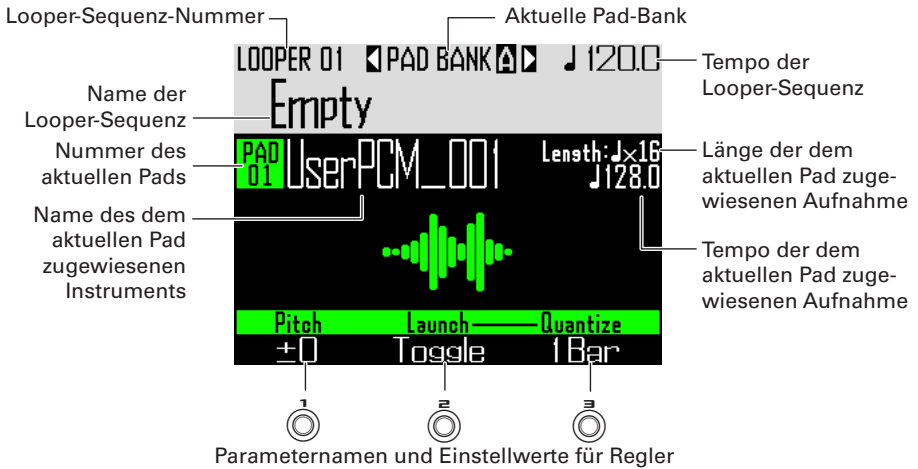 Looper-Sequenz-Nummer
Aktuelle Pad-Bank
LOOPER 01 ◀PAD BANK A▶ ♩120.0
Tempo der
Looper-Sequenz
Name der
Looper-Sequenz
Empty
Nummer des
aktuellen Pads
PAD
01
UserPCM_001
Length:♩×16
♩128.0
Länge der dem
aktuellen Pad zuge-
wiesenen Aufnahme
Name des dem
aktuellen Pad
zugewiesenen
Instruments
Tempo der dem
aktuellen Pad zuge-
wiesenen Aufnahme
Pitch Launch Quantize
±0 Toggle 1 Bar
1 2 3
Parameternamen und Einstellwerte für Regler